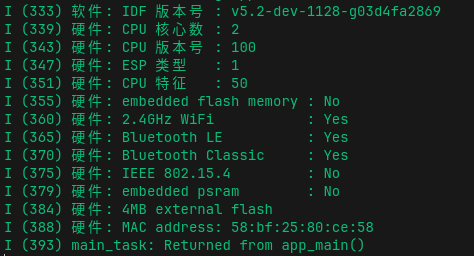 I (333) 软件: IDF 版本号 : v5.2-dev-1128-g03d4fa2869
I (339) 硬件: CPU 核心数 : 2
I (343) 硬件: CPU 版本号 : 100
I (347) 硬件: ESP 类型   : 1
I (351) 硬件: CPU 特征   : 50
I (355) 硬件: embedded flash memory : No
I (360) 硬件: 2.4GHz WiFi           : Yes
I (365) 硬件: Bluetooth LE          : Yes
I (370) 硬件: Bluetooth Classic     : Yes
I (375) 硬件: IEEE 802.15.4         : No
I (379) 硬件: embedded psram        : No
I (384) 硬件: 4MB external flash
I (388) 硬件: MAC address: 58:bf:25:80:ce:58
I (393) main_task: Returned from app_main()